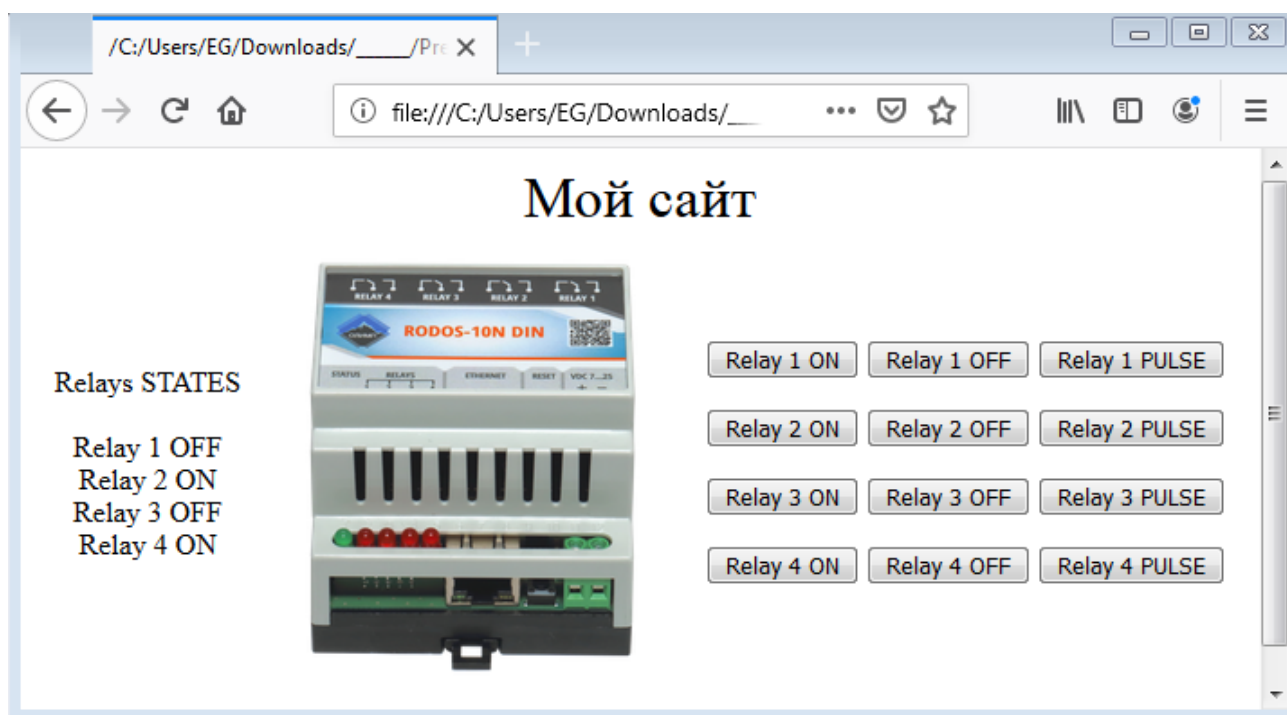 /C:/Users/EG/Downloads/_____/Pre
file:///C:/Users/EG/Downloads/___
Мой сайт
Relays STATES
Relay 1 OFF
Relay 2 ON
Relay 3 OFF
Relay 4 ON
RELAY 4 RELAY 3 RELAY 2 RELAY 1
RODOS-10N DIN
STATUS RELAYS ETHERNET RESET VDC 7...25
+ −
Relay 1 ON Relay 1 OFF Relay 1 PULSE
Relay 2 ON Relay 2 OFF Relay 2 PULSE
Relay 3 ON Relay 3 OFF Relay 3 PULSE
Relay 4 ON Relay 4 OFF Relay 4 PULSE